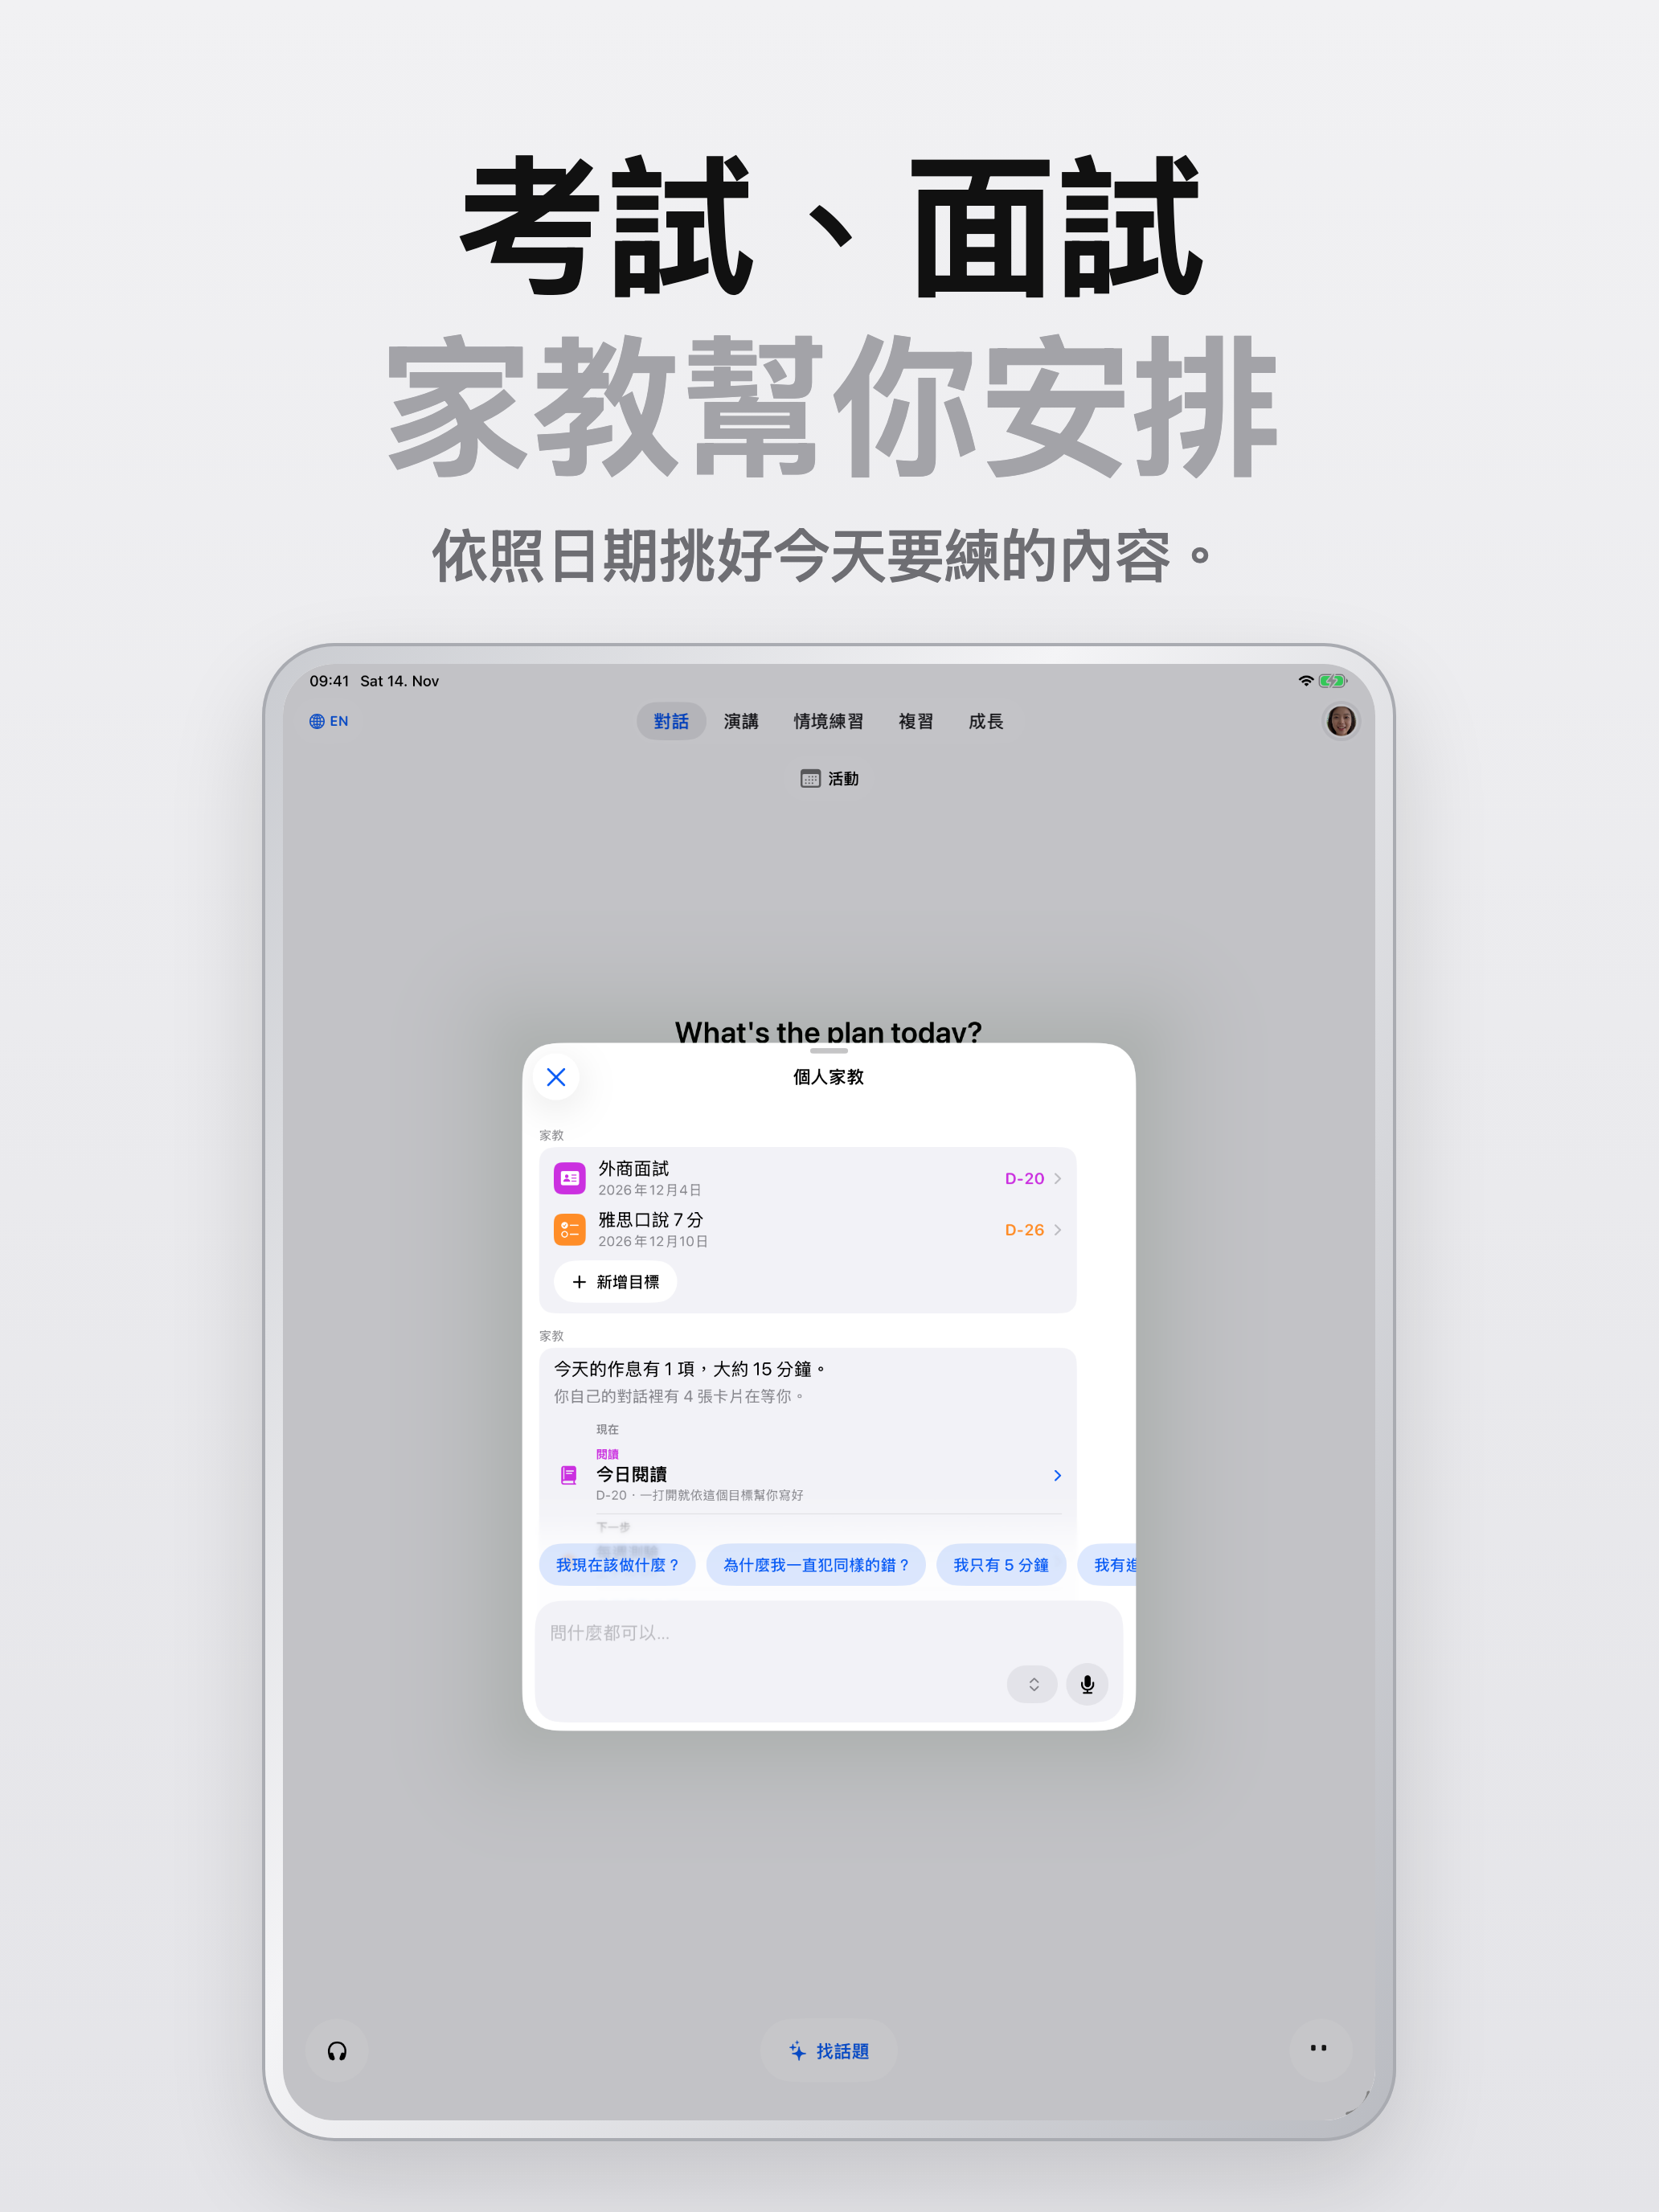 考試、面試
家教幫你安排
依照日期挑好今天要練的內容。
09:41 Sat 14. Nov
EN
對話 演講 情境練習 複習 成長
活動
What's the plan today?
個人家教
家教
外商面試
2026年12月4日
D-20
雅思口說 7 分
2026年12月10日
D-26
新增目標
家教
今天的作息有 1 項，大約 15 分鐘。
你自己的對話裡有 4 張卡片在等你。
現在
閱讀
今日閱讀
D-20 · 一打開就依這個目標幫你寫好
下一步
我現在該做什麼？ 為什麼我一直犯同樣的錯？ 我只有 5 分鐘 我有進
問什麼都可以...
找話題